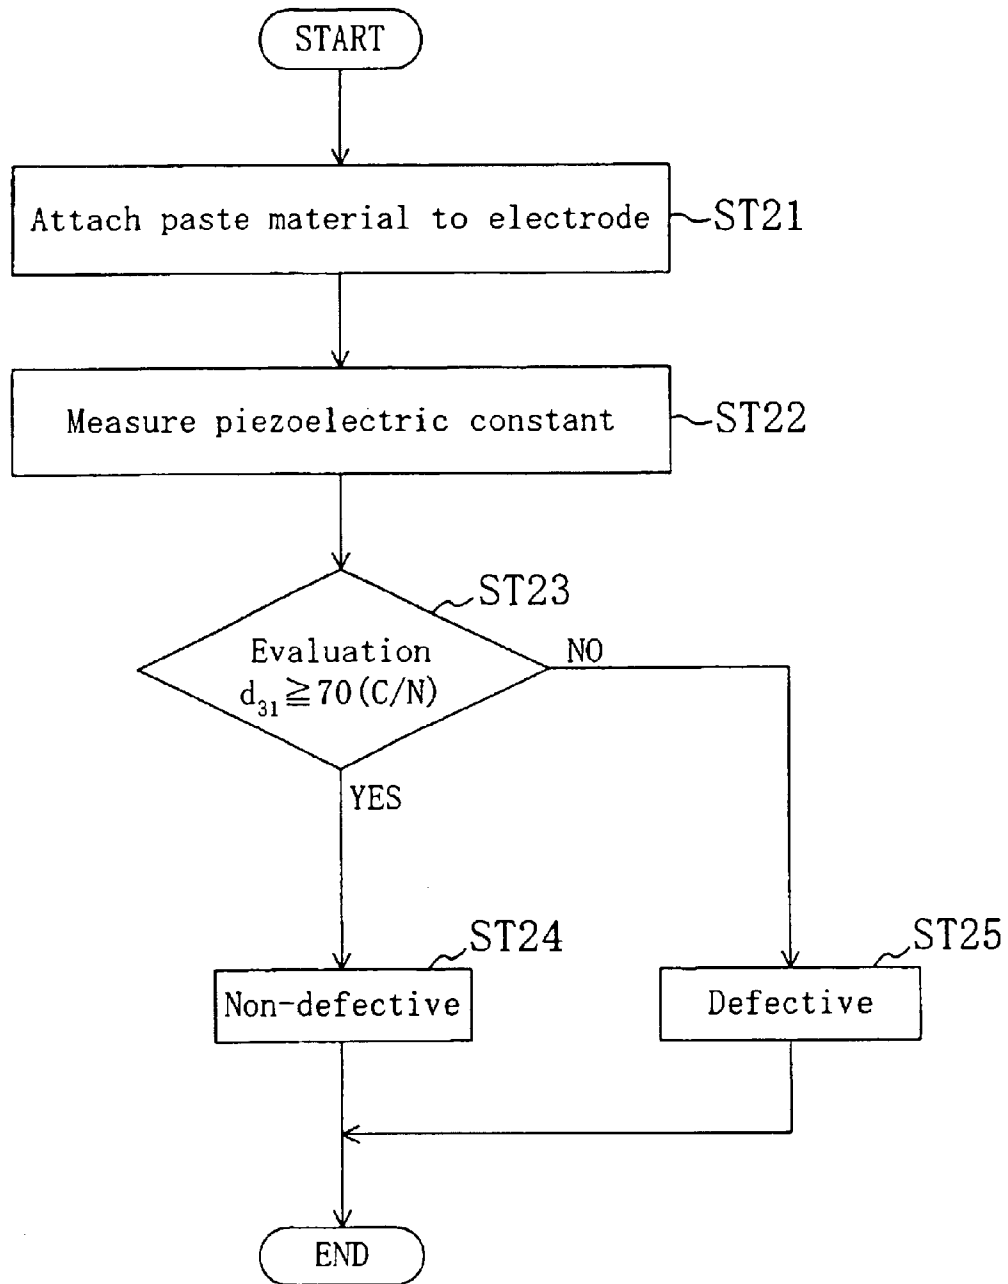 START
Attach paste material to electrode
ST21
Measure piezoelectric constant
ST22
ST23
Evaluation
d₃₁≧70(C/N)
NO
YES
ST24
ST25
Non-defective
Defective
END